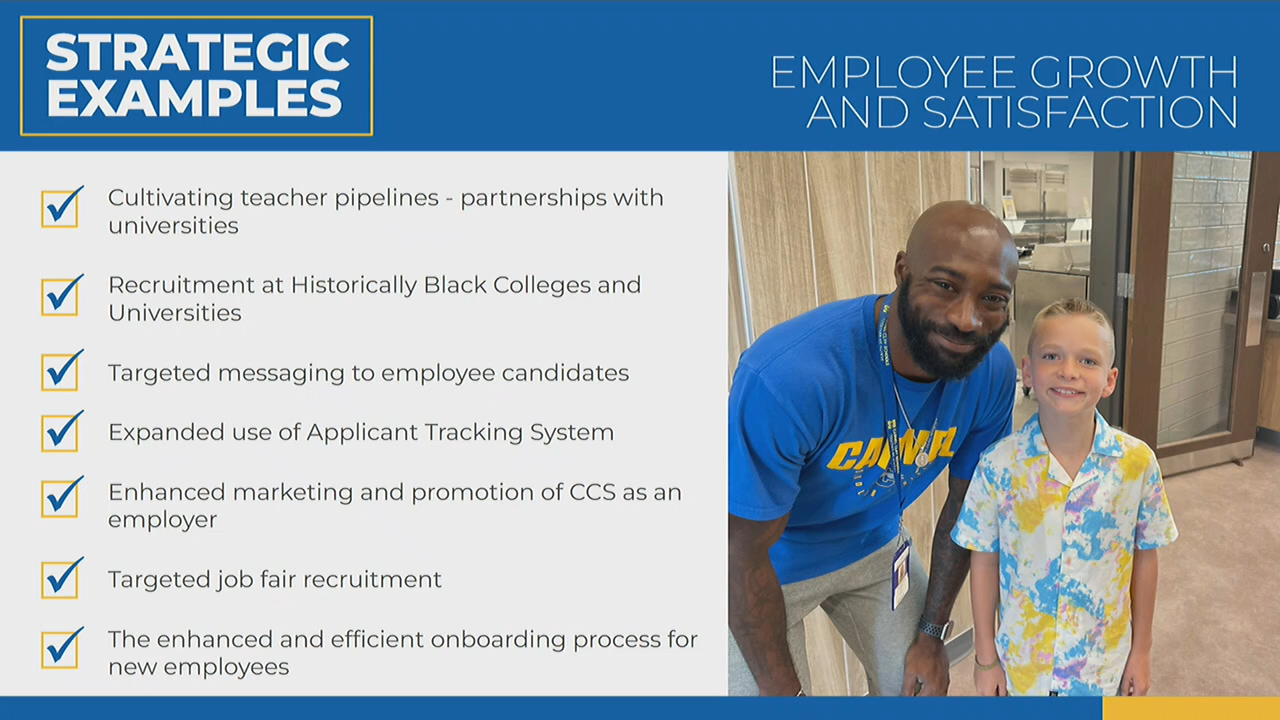 STRATEGIC
EXAMPLES
EMPLOYEE GROWTH
AND SATISFACTION
Cultivating teacher pipelines - partnerships with
universities
Recruitment at Historically Black Colleges and
Universities
Targeted messaging to employee candidates
Expanded use of Applicant Tracking System
Enhanced marketing and promotion of CCS as an
employer
Targeted job fair recruitment
The enhanced and efficient onboarding process for
new employees